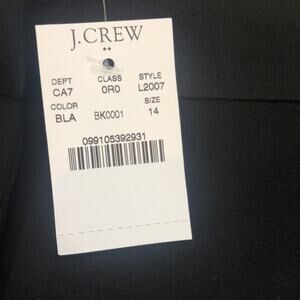 J.CREW
DEPT CLASS STYLE
CA7 0R0 L2007
COLOR SIZE
BLA BK0001 14
099105392931